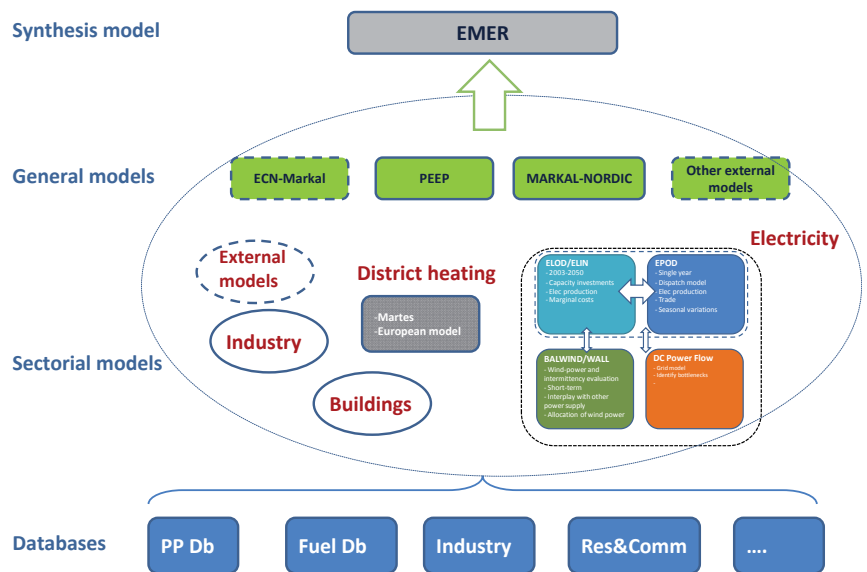 Synthesis model
EMER
General models
ECN-Markal
PEEP
MARKAL-NORDIC
Other external
models
Electricity
External
models
District heating
-Martes
-European model
Industry
Buildings
Sectorial models
ELOD/ELIN
- 2003-2050
- Capacity investments
- Elec production
- Marginal costs
EPOD
- Single year
- Dispatch model
- Elec production
- Trade
- Seasonal variations
BALWIND/WALL
- Wind-power and
intermittency evaluation
- Short-term
- Interplay with other
power supply
- Allocation of wind power
DC Power Flow
- Grid model
- Identify bottlenecks
-
Databases
PP Db
Fuel Db
Industry
Res&Comm
....